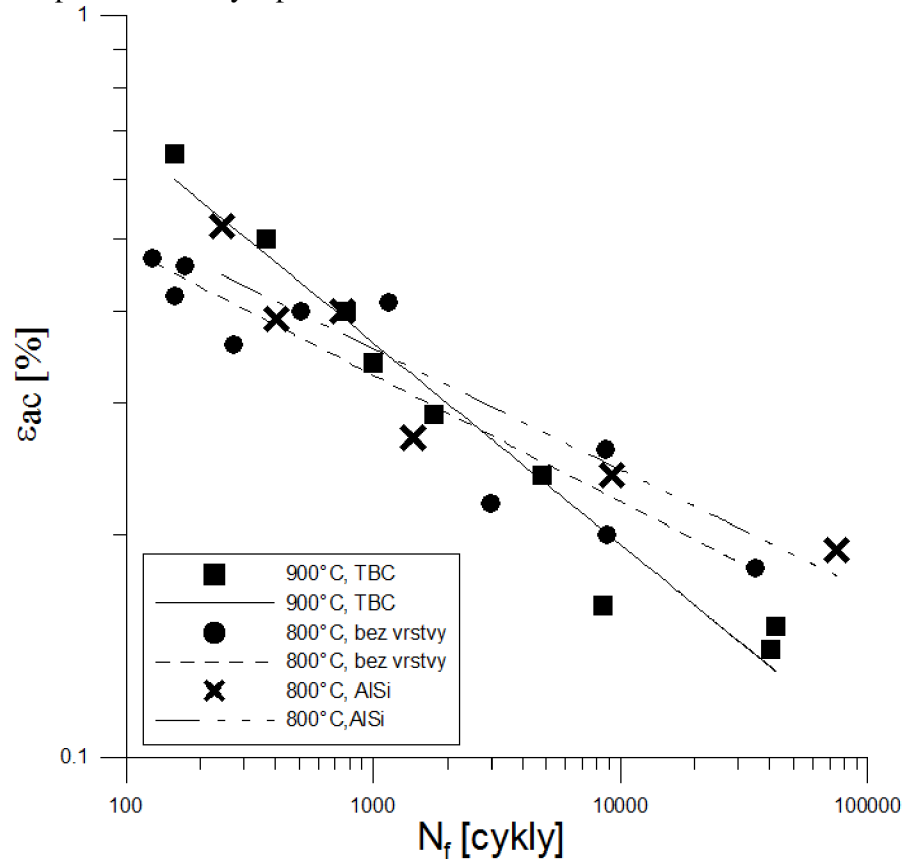 1
εac [%]
900°C, TBC
900°C, TBC
800°C, bez vrstvy
800°C, bez vrstvy
800°C, AlSi
800°C,AlSi
0.1
100 1000 10000 100000
Nf [cykly]